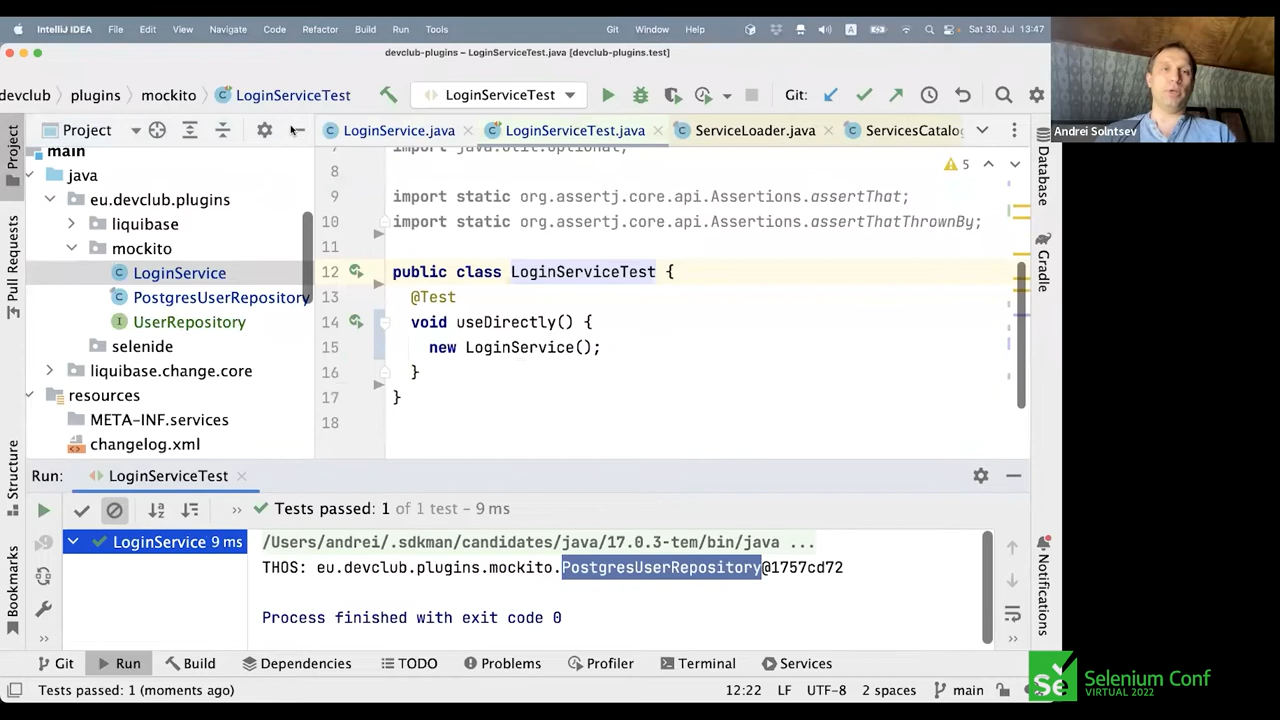 IntelliJ IDEA File Edit View Navigate Code Refactor Build Run Tools Git Window Help A Sat 30. Jul 13:47
devclub-plugins – LoginServiceTest.java [devclub-plugins.test]
devclub plugins mockito LoginServiceTest LoginServiceTest Git:
Andrei Solntsev
Project LoginService.java LoginServiceTest.java ServiceLoader.java ServicesCatalo
Project
Pull Requests
Structure
Bookmarks
main
java
eu.devclub.plugins
liquibase
mockito
LoginService
PostgresUserRepository
UserRepository
selenide
liquibase.change.core
resources
META-INF.services
changelog.xml
7 import java.util.Optional;
8
9 import static org.assertj.core.api.Assertions.assertThat;
10 import static org.assertj.core.api.Assertions.assertThatThrownBy;
11
12 public class LoginServiceTest {
13 @Test
14 void useDirectly() {
15 new LoginService();
16 }
17 }
18
5
Database
Gradle
Notifications
Run: LoginServiceTest
Tests passed: 1 of 1 test – 9 ms
LoginService 9 ms
/Users/andrei/.sdkman/candidates/java/17.0.3-tem/bin/java ...
THOS: eu.devclub.plugins.mockito.PostgresUserRepository@1757cd72
Process finished with exit code 0
Git Run Build Dependencies TODO Problems Profiler Terminal Services
Tests passed: 1 (moments ago) 12:22 LF UTF-8 2 spaces main
Se Selenium Conf
VIRTUAL 2022